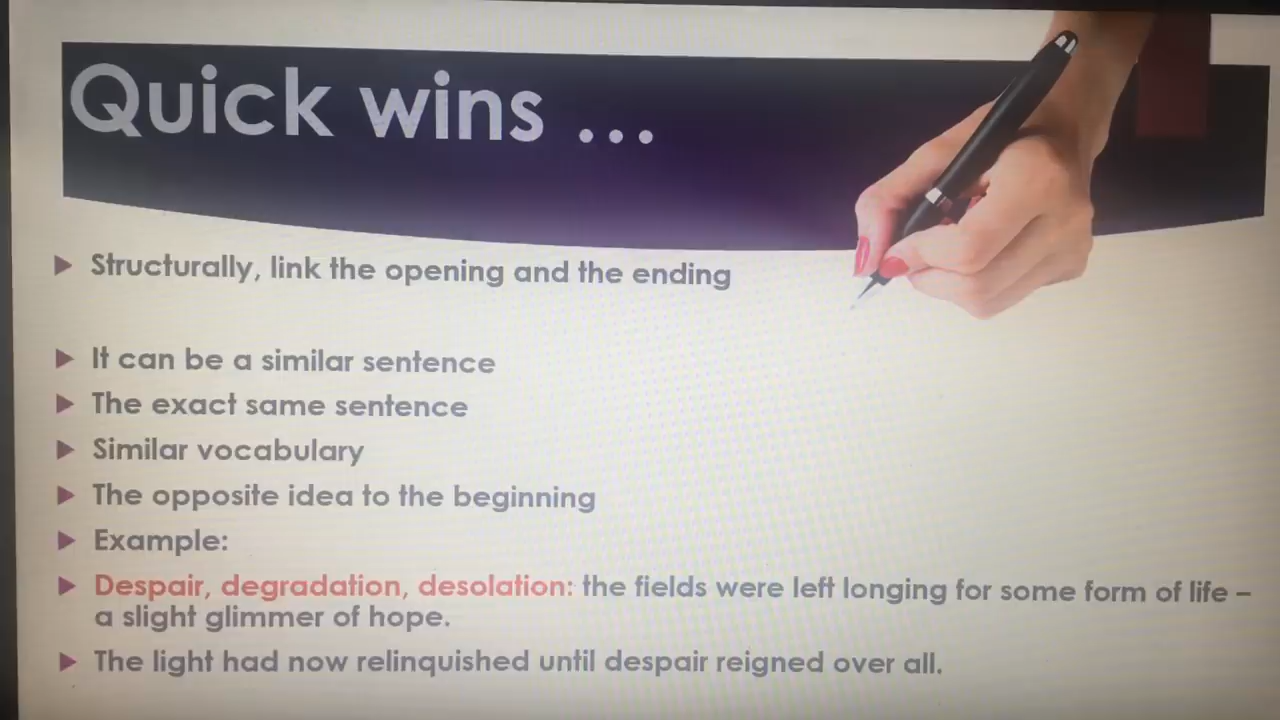 Quick wins ...
Structurally, link the opening and the ending
It can be a similar sentence
The exact same sentence
Similar vocabulary
The opposite idea to the beginning
Example:
Despair, degradation, desolation: the fields were left longing for some form of life –
a slight glimmer of hope.
The light had now relinquished until despair reigned over all.